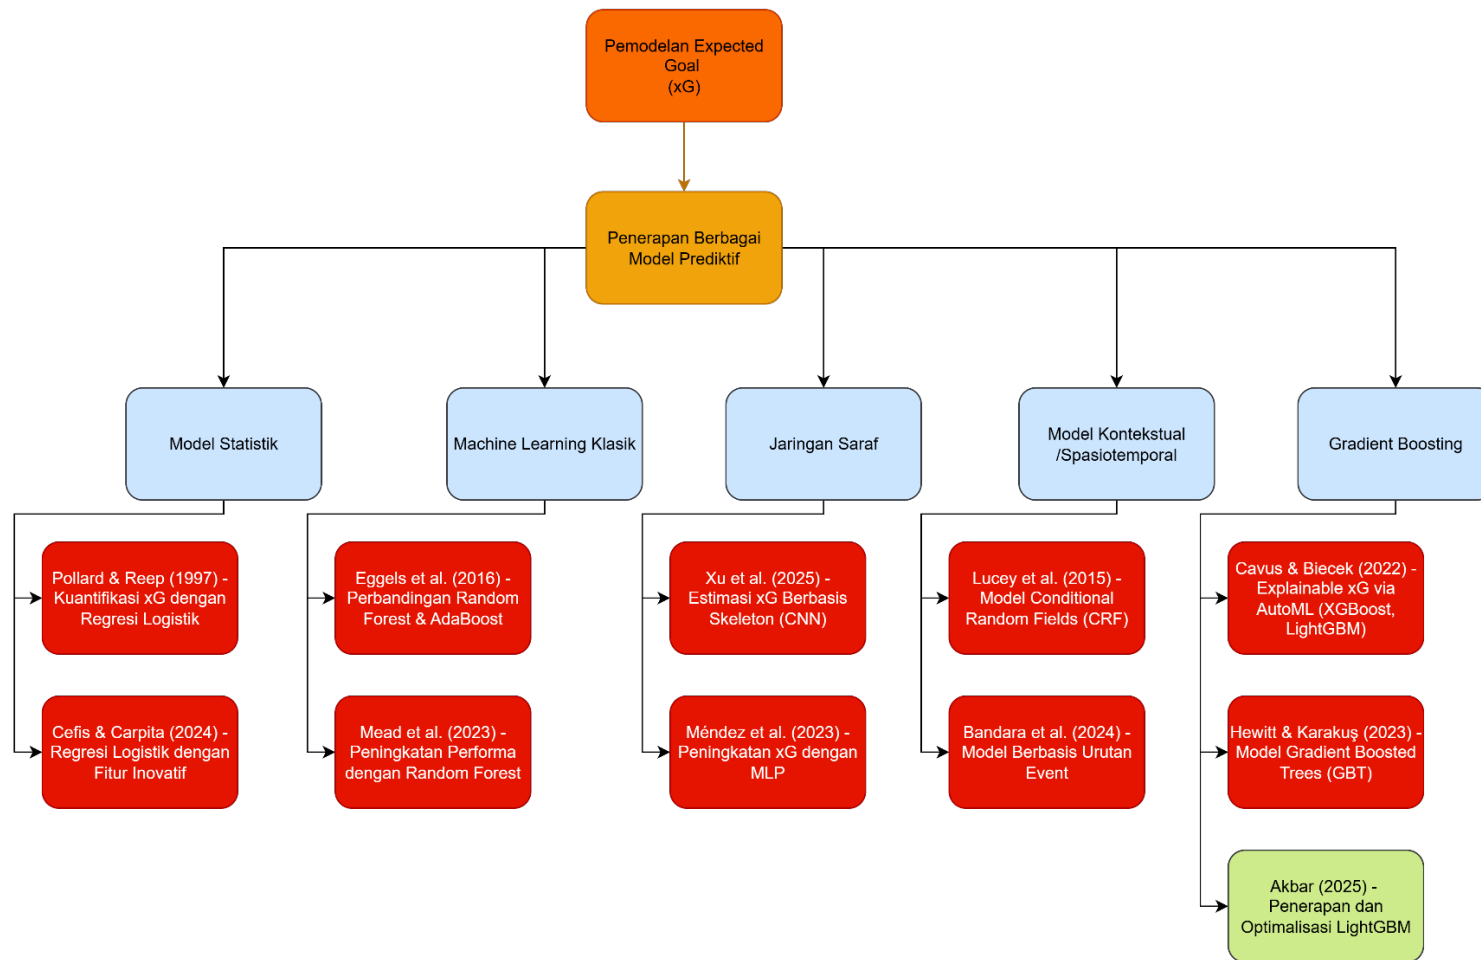 Pemodelan Expected
Goal
(xG)
Penerapan Berbagai
Model Prediktif
Model Statistik
Machine Learning Klasik
Jaringan Saraf
Model Kontekstual
/Spasiotemporal
Gradient Boosting
Pollard & Reep (1997) -
Kuantifikasi xG dengan
Regresi Logistik
Eggels et al. (2016) -
Perbandingan Random
Forest & AdaBoost
Xu et al. (2025) -
Estimasi xG Berbasis
Skeleton (CNN)
Lucey et al. (2015) -
Model Conditional
Random Fields (CRF)
Cavus & Biecek (2022) -
Explainable xG via
AutoML (XGBoost,
LightGBM)
Cefis & Carpita (2024) -
Regresi Logistik dengan
Fitur Inovatif
Mead et al. (2023) -
Peningkatan Performa
dengan Random Forest
Méndez et al. (2023) -
Peningkatan xG dengan
MLP
Bandara et al. (2024) -
Model Berbasis Urutan
Event
Hewitt & Karakuş (2023) -
Model Gradient Boosted
Trees (GBT)
Akbar (2025) -
Penerapan dan
Optimalisasi LightGBM